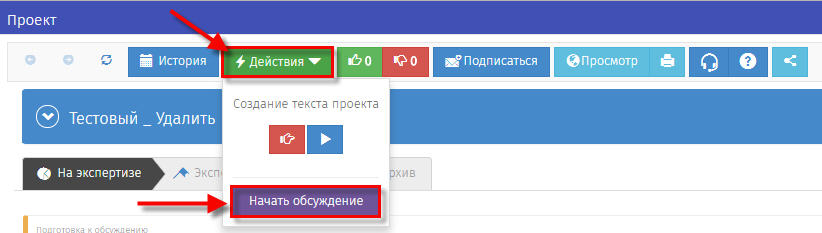 Проект
История Действия 0 0 Подписаться Просмотр
Создание текста проекта
Тестовый _ Удалить
На экспертизе
Начать обсуждение
Подготовка к обсуждению